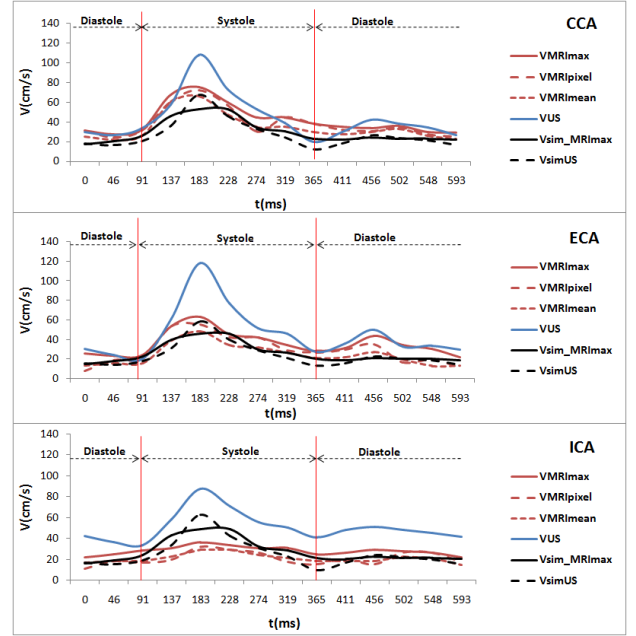 CCA
Diastole Systole Diastole
V(cm/s)
140
120
100
80
60
40
20
0
0 46 91 137 183 228 274 319 365 411 456 502 548 593
t(ms)
VMRImax
VMRIpixel
VMRImean
VUS
Vsim_MRImax
VsimUS
ECA
Diastole Systole Diastole
V(cm/s)
140
120
100
80
60
40
20
0
0 46 91 137 183 228 274 319 365 411 456 502 548 593
t(ms)
VMRImax
VMRIpixel
VMRImean
VUS
Vsim_MRImax
VsimUS
ICA
Diastole Systole Diastole
V(cm/s)
140
120
100
80
60
40
20
0
0 46 91 137 183 228 274 319 365 411 456 502 548 593
t(ms)
VMRImax
VMRIpixel
VMRImean
VUS
Vsim_MRImax
VsimUS